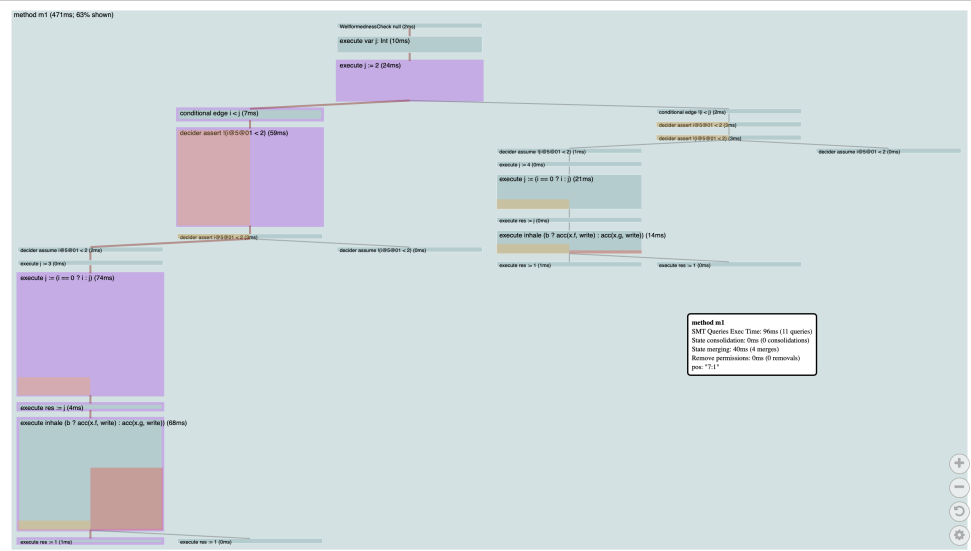 method m1 (471ms; 63% shown)
WellformednessCheck null (2ms)
execute var j: Int (10ms)
execute j := 2 (24ms)
conditional edge i < j (7ms)
conditional edge !(i < j) (2ms)
decider assert i@5@01 < 2 (2ms)
decider assert !(i@5@01 < 2) (59ms)
decider assert !(i@5@01 < 2) (3ms)
decider assume !(i@5@01 < 2) (1ms)
decider assume i@5@01 < 2 (0ms)
execute j := 4 (0ms)
execute j := (i == 0 ? i : j) (21ms)
execute res := j (0ms)
decider assert i@5@01 < 2 (3ms)
execute inhale (b ? acc(x.f, write) : acc(x.g, write)) (14ms)
decider assume i@5@01 < 2 (2ms)
decider assume !(i@5@01 < 2) (0ms)
execute j := 3 (0ms)
execute res := 1 (1ms)
execute res := 1 (0ms)
execute j := (i == 0 ? i : j) (74ms)
method m1
SMT Queries Exec Time: 96ms (11 queries)
State consolidation: 0ms (0 consolidations)
State merging: 40ms (4 merges)
Remove permissions: 0ms (0 removals)
pos: "7:1"
execute res := j (4ms)
execute inhale (b ? acc(x.f, write) : acc(x.g, write)) (68ms)
execute res := 1 (1ms)
execute res := 1 (0ms)